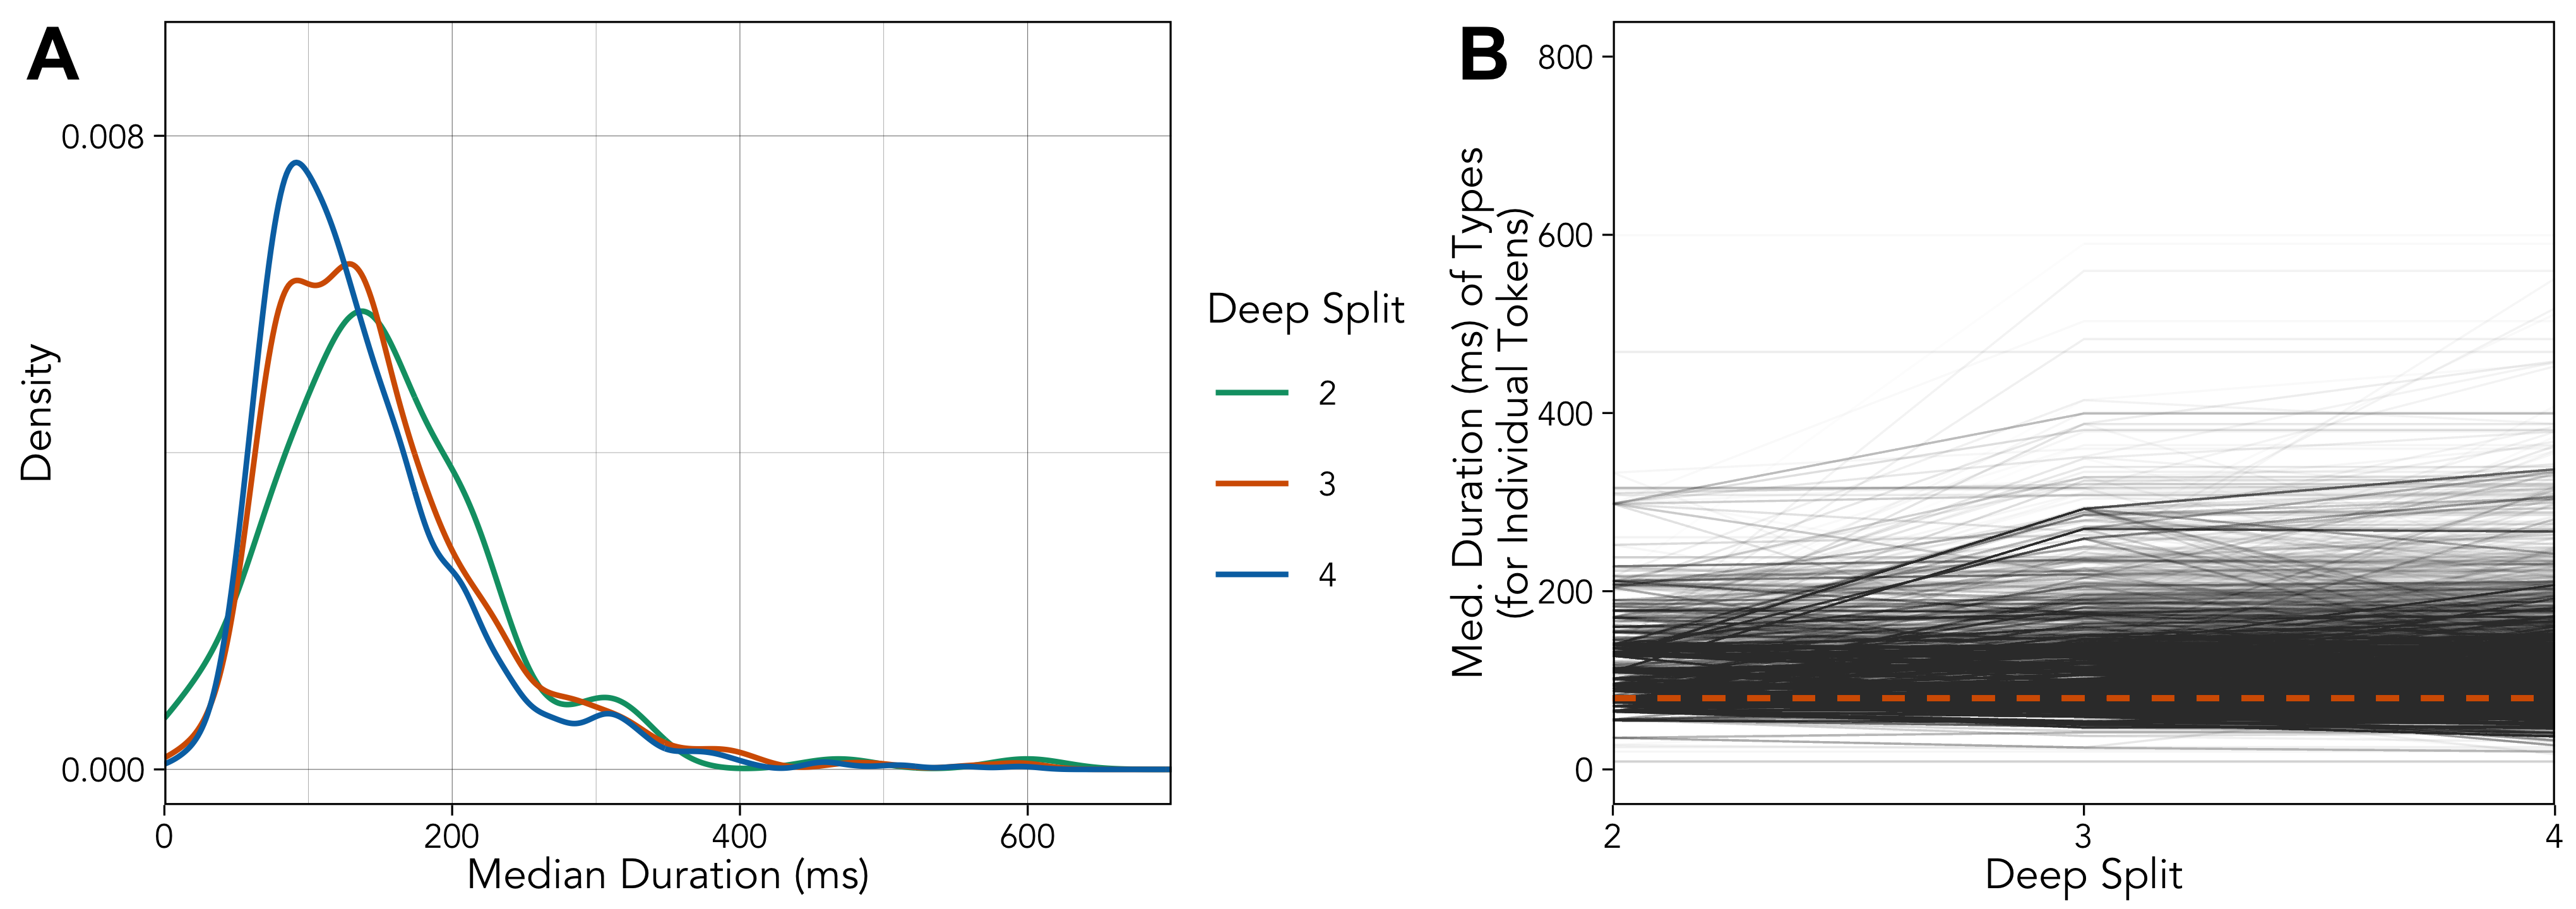 A
0.008
0.000
Density
0
200
400
600
Median Duration (ms)
Deep Split
2
3
4
B
Med. Duration (ms) of Types
(for Individual Tokens)
800
600
400
200
0
2
3
4
Deep Split